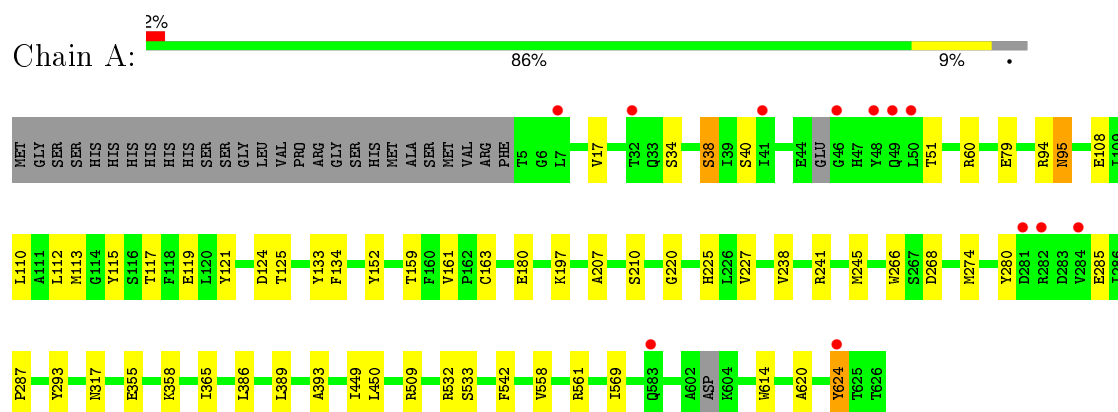 2%
Chain A:
86% 9% •
MET GLY SER SER HIS HIS HIS HIS HIS HIS SER SER GLY LEU VAL PRO ARG GLY SER HIS MET ALA SER MET VAL ARG PHE T5 G6 L7 V17 T32 Q33 S34 S38 I39 S40 I41 E44 GLU G46 H47 Y48 Q49 L50 T51 R60 E79 R94 N95 E108 I109
L110 A111 L112 M113 G114 Y115 S116 T117 F118 E119 L120 Y121 D124 T125 Y133 F134 Y152 T159 F160 V161 P162 C163 E180 K197 A207 S210 G220 H225 L226 V227 V238 R241 M245 W266 S267 D268 M274 Y280 D281 R282 D283 V284 E285 I286
P287 Y293 N317 E355 K358 I365 L386 L389 A393 I449 L450 R509 R532 S533 F542 V558 R561 I569 Q583 A602 ASP K604 W614 A620 Y624 T625 T626